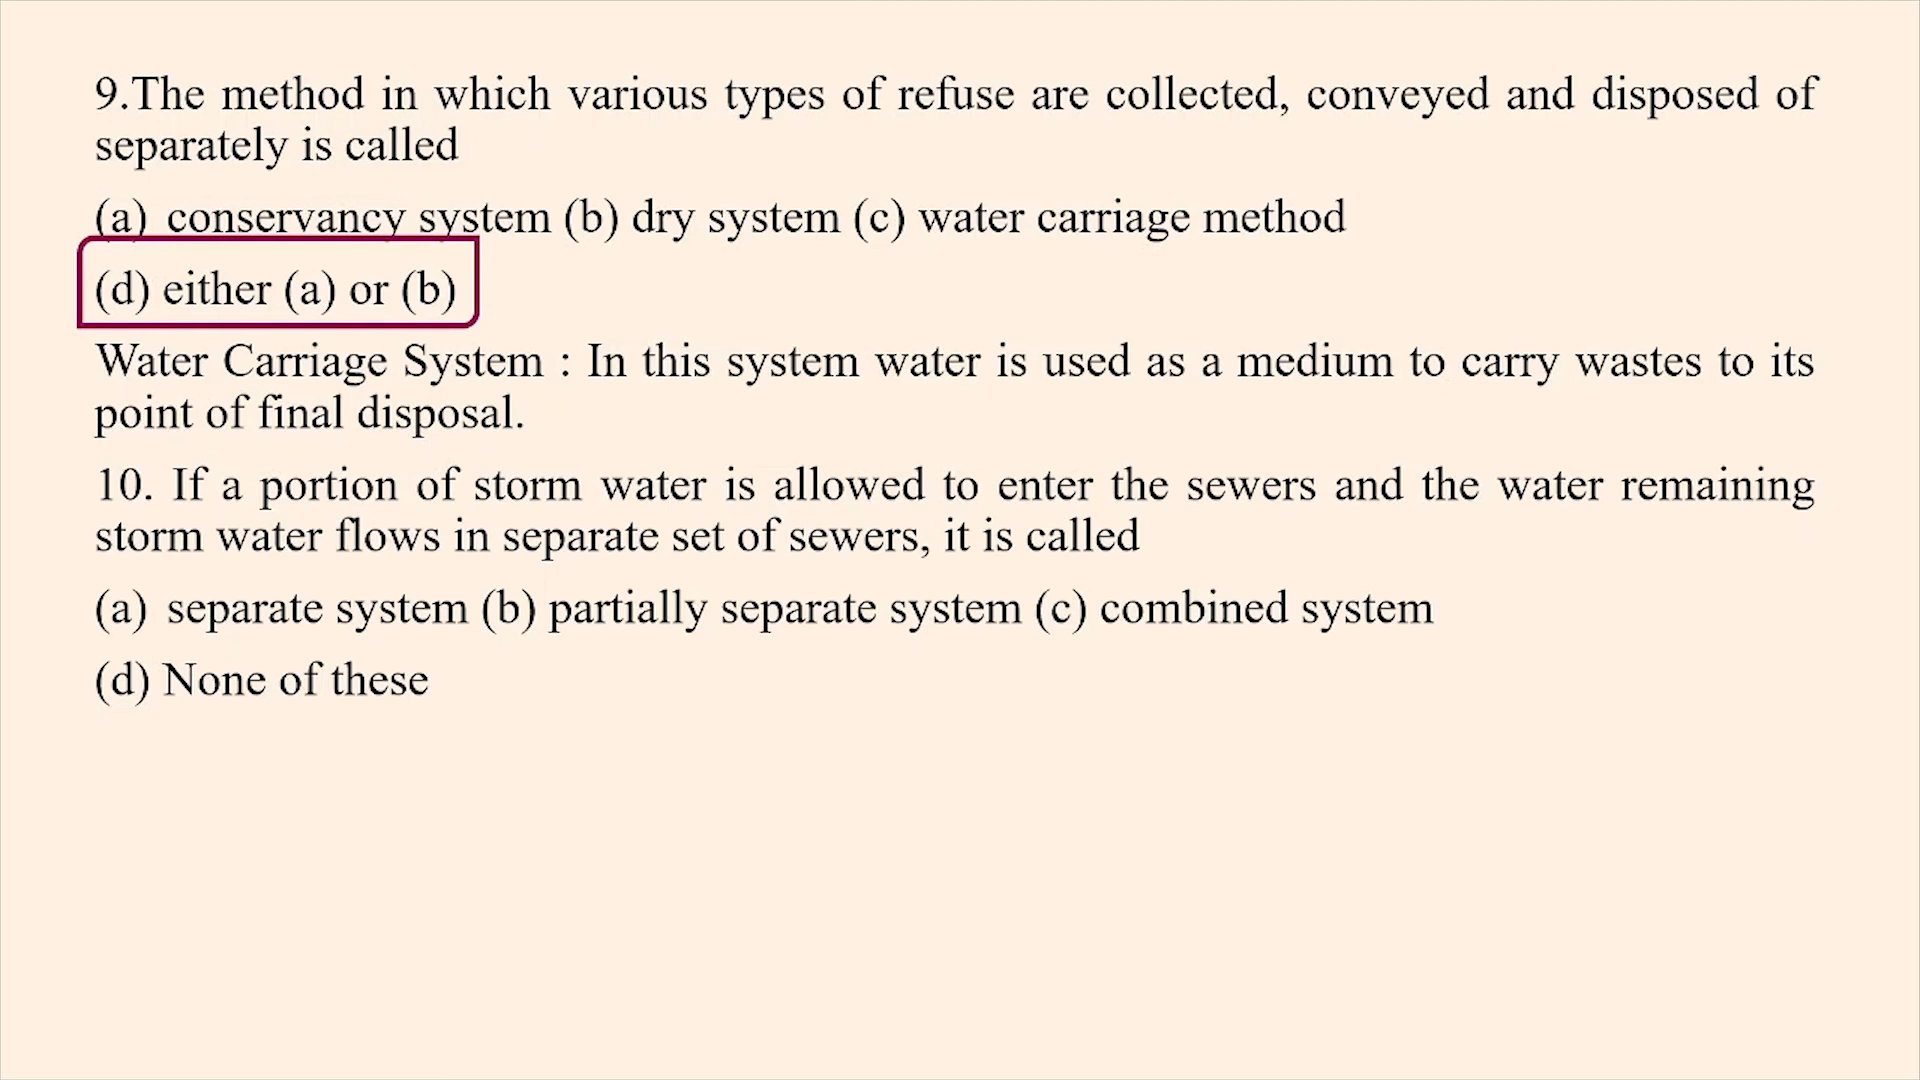 9.The method in which various types of refuse are collected, conveyed and disposed of
separately is called
(a) conservancy system (b) dry system (c) water carriage method
(d) either (a) or (b)
Water Carriage System : In this system water is used as a medium to carry wastes to its
point of final disposal.
10. If a portion of storm water is allowed to enter the sewers and the water remaining
storm water flows in separate set of sewers, it is called
(a) separate system (b) partially separate system (c) combined system
(d) None of these